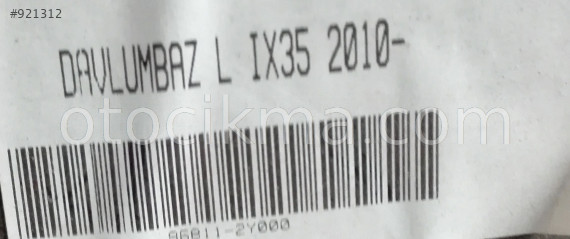 #921312
DAVLUMBAZ L IX35 2010-
otocikma.com
86811-2Y000